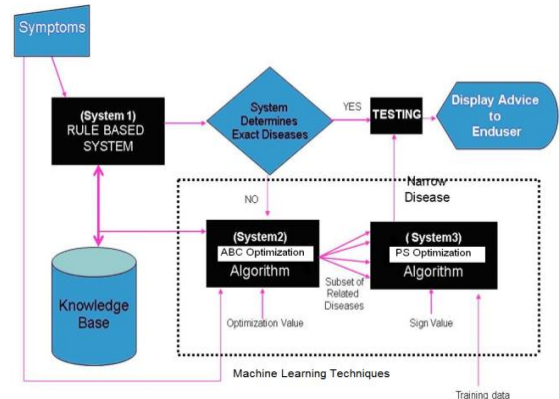 Symptoms
(System 1)
RULE BASED
SYSTEM
System
Determines
Exact Diseases
YES
TESTING
Display Advice
to
Enduser
NO
Narrow
Disease
(System2)
ABC Optimization
Algorithm
( System3)
PS Optimization
Algorithm
Knowledge
Base
Subset of
Related
Diseases
Optimization Value
Sign Value
Machine Learning Techniques
Training data